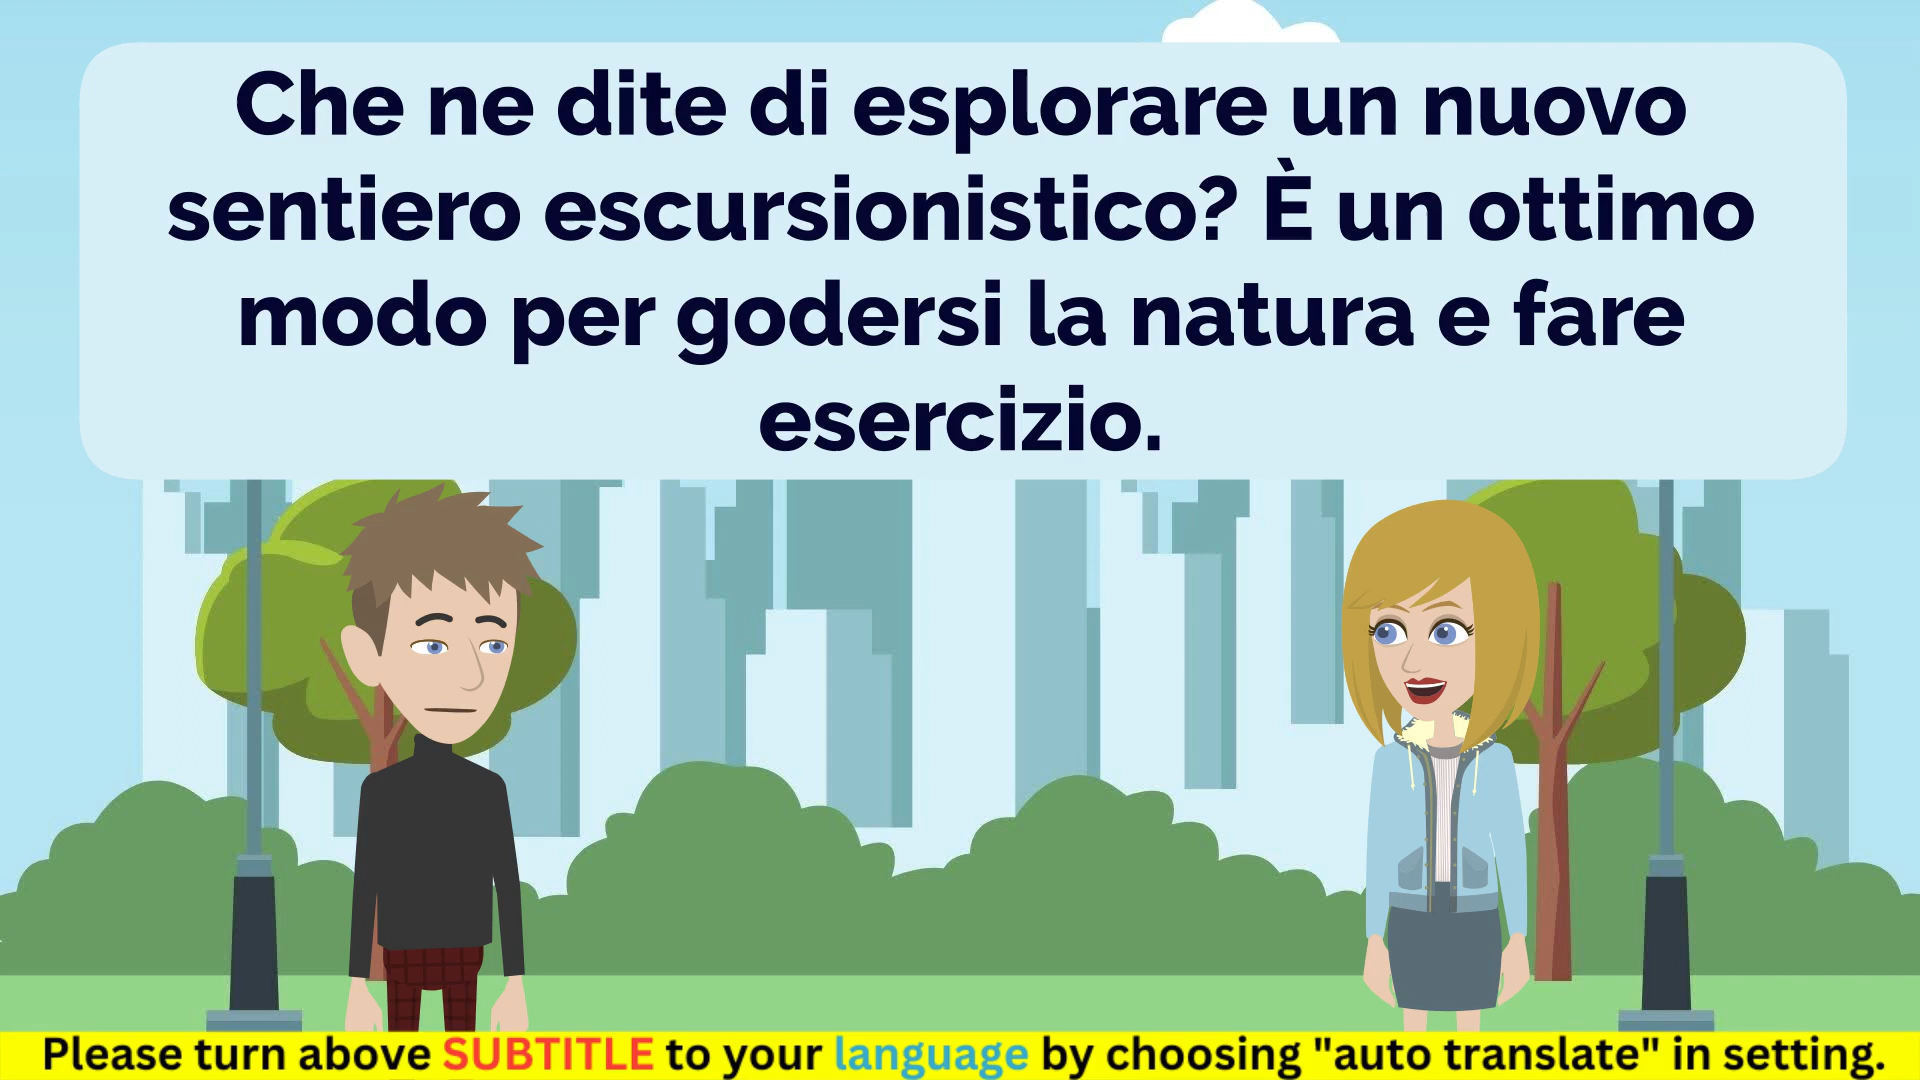 Che ne dite di esplorare un nuovo
sentiero escursionistico? È un ottimo
modo per godersi la natura e fare
esercizio.
Please turn above SUBTITLE to your language by choosing "auto translate" in setting.